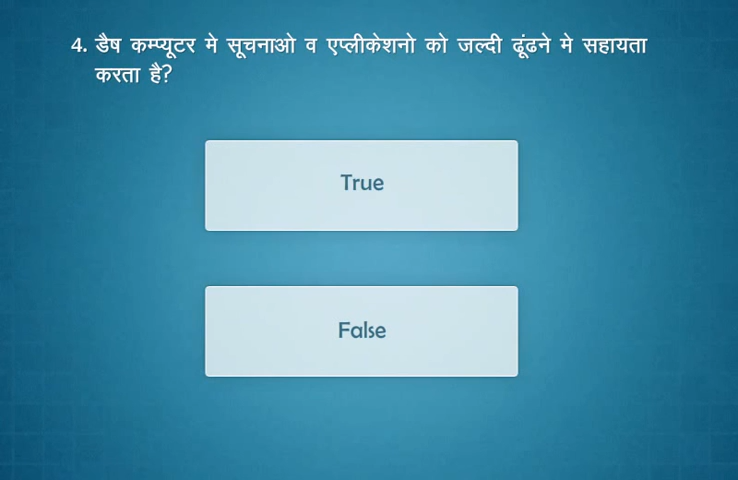 4. डैष कम्प्यूटर मे सूचनाओ व एप्लीकेशनो को जल्दी ढूंढने मे सहायता
करता है?
True
False